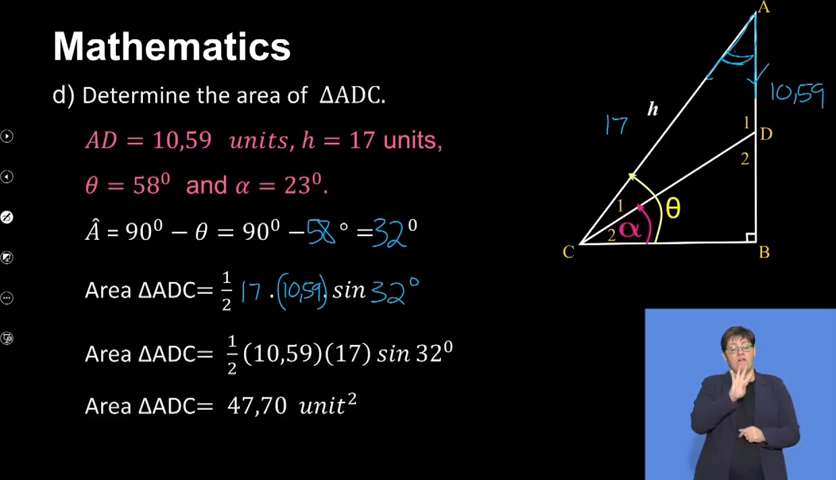 Mathematics
d) Determine the area of ΔADC.
AD = 10,59 units, h = 17 units,
θ = 58⁰ and α = 23⁰.
Â = 90⁰ − θ = 90⁰ − 58° = 32⁰
Area ΔADC= 1/2 17 . (10,59). sin 32°
Area ΔADC= 1/2 (10,59)(17) sin 32⁰
Area ΔADC= 47,70 unit²
A
10,59
17
h
1
D
2
1
θ
2
α
C
B